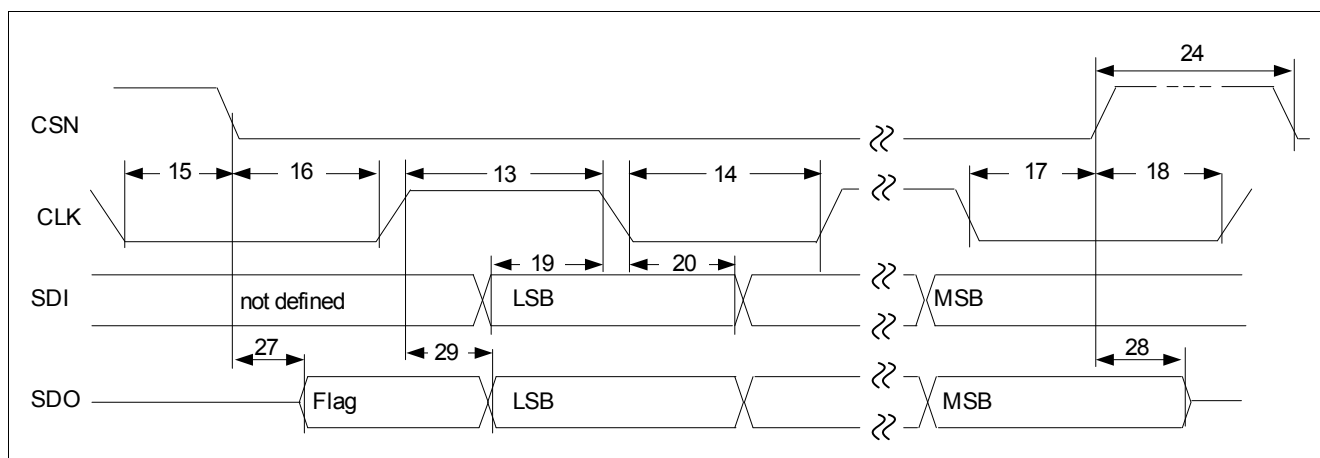 24
CSN
15 16 13 14 17 18
CLK
19 20
SDI not defined LSB MSB
27 29 28
SDO Flag LSB MSB